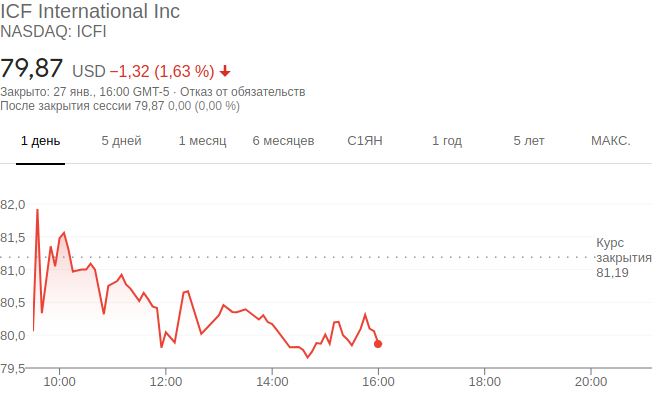 ICF International Inc
NASDAQ: ICFI
79,87 USD −1,32 (1,63 %)
Закрыто: 27 янв., 16:00 GMT-5 · Отказ от обязательств
После закрытия сессии 79,87 0,00 (0,00 %)
1 день 5 дней 1 месяц 6 месяцев С1ЯН 1 год 5 лет МАКС.
82,0
81,5
Курс
закрытия
81,19
81,0
80,5
80,0
79,5
10:00 12:00 14:00 16:00 18:00 20:00